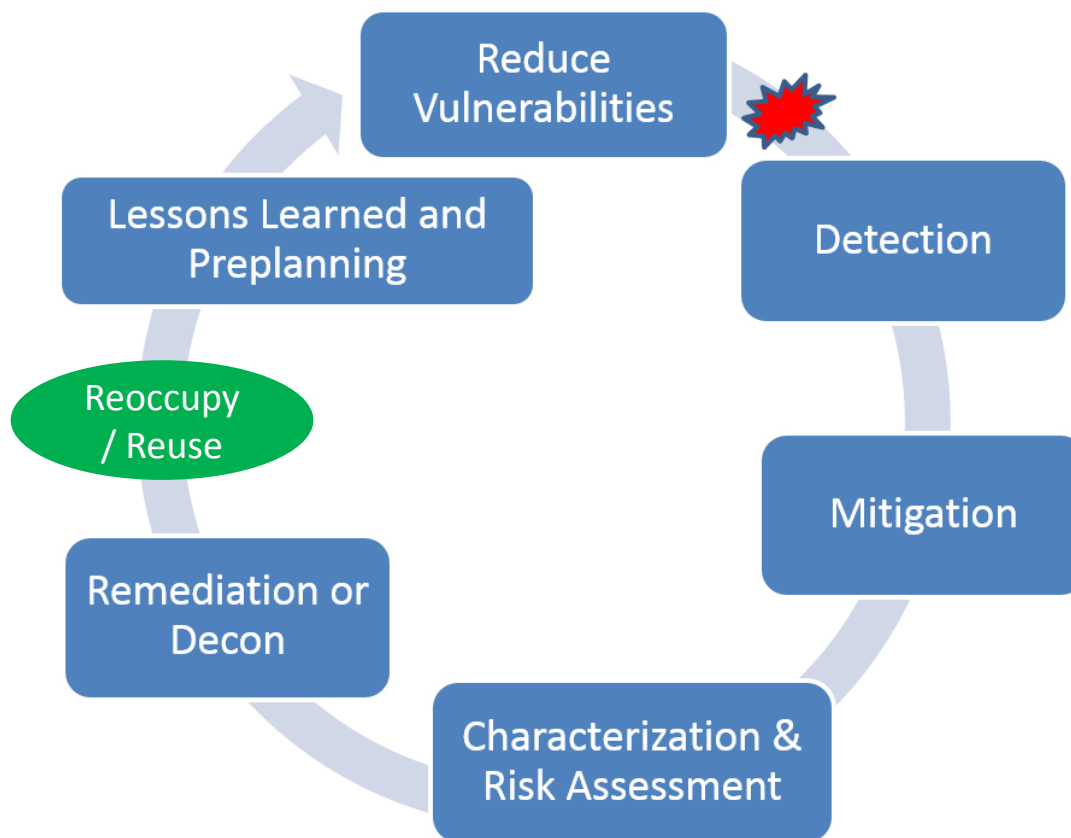 Reduce
Vulnerabilities
Detection
Mitigation
Characterization &
Risk Assessment
Remediation or
Decon
Reoccupy
/ Reuse
Lessons Learned and
Preplanning